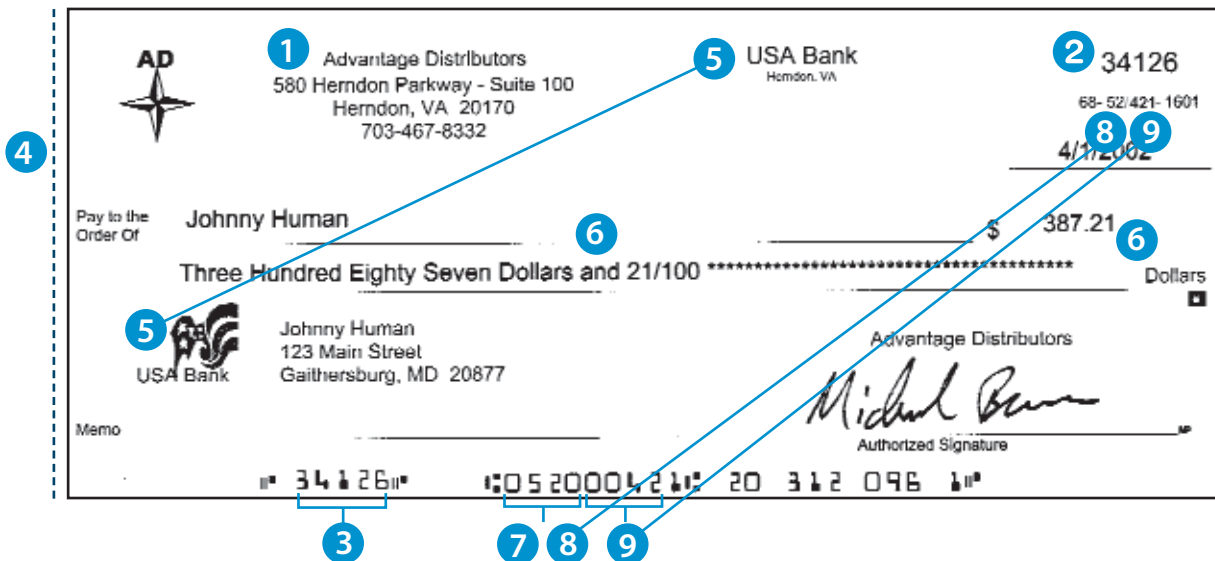 AD
1 Advantage Distributors
580 Herndon Parkway - Suite 100
Herndon, VA 20170
703-467-8332
5 USA Bank
Herndon, VA
2 34126
68- 52/421- 1601
8 9
4
4/1/2002
Pay to the
Order Of
Johnny Human
6
$ 387.21
6
Three Hundred Eighty Seven Dollars and 21/100 ****************************************
Dollars
5
USA Bank
Johnny Human
123 Main Street
Gaithersburg, MD 20877
Advantage Distributors
Michael
Authorized Signature
MP
Memo
⑈ 34126⑈ ⑆052000421⑆ 20 312 096 1⑈
3 7 8 9